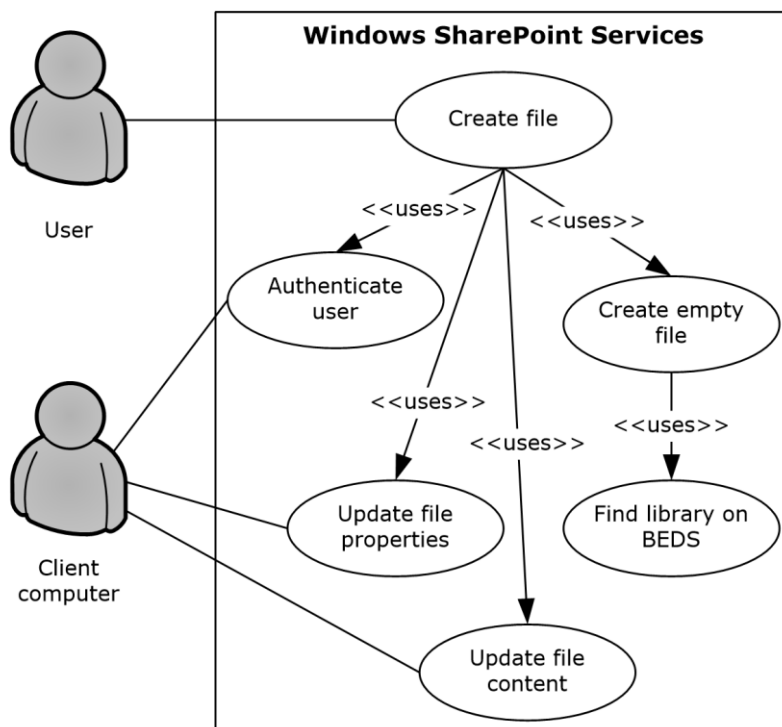 Windows SharePoint Services
Create file
User
<<uses>>
<<uses>>
Authenticate
user
Create empty
file
<<uses>>
<<uses>>
<<uses>>
Client
computer
Update file
properties
Find library on
BEDS
Update file
content